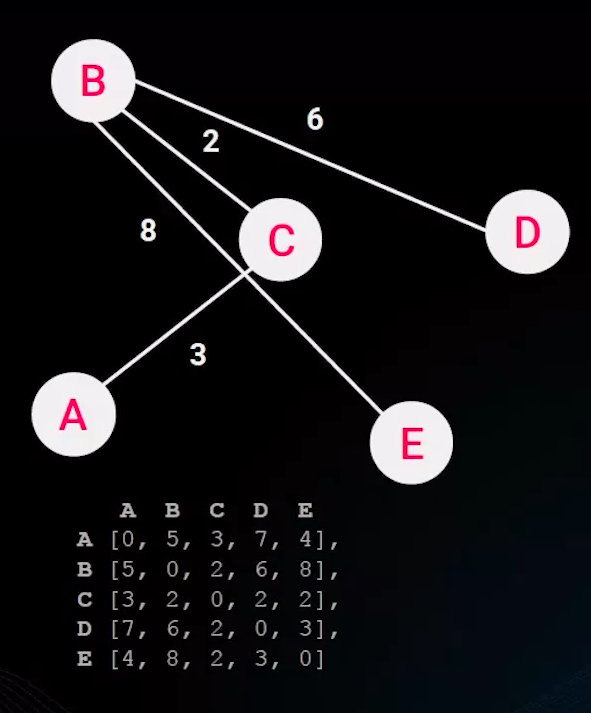 B
6
2
8
C
D
3
A
E
A B C D E
A [0, 5, 3, 7, 4],
B [5, 0, 2, 6, 8],
C [3, 2, 0, 2, 2],
D [7, 6, 2, 0, 3],
E [4, 8, 2, 3, 0]